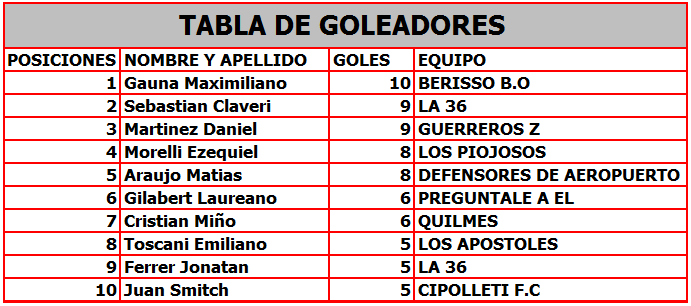 TABLA DE GOLEADORES
POSICIONES NOMBRE Y APELLIDO GOLES EQUIPO
1 Gauna Maximiliano 10 BERISSO B.O
2 Sebastian Claveri 9 LA 36
3 Martinez Daniel 9 GUERREROS Z
4 Morelli Ezequiel 8 LOS PIOJOSOS
5 Araujo Matias 8 DEFENSORES DE AEROPUERTO
6 Gilabert Laureano 6 PREGUNTALE A EL
7 Cristian Miño 6 QUILMES
8 Toscani Emiliano 5 LOS APOSTOLES
9 Ferrer Jonatan 5 LA 36
10 Juan Smitch 5 CIPOLLETI F.C